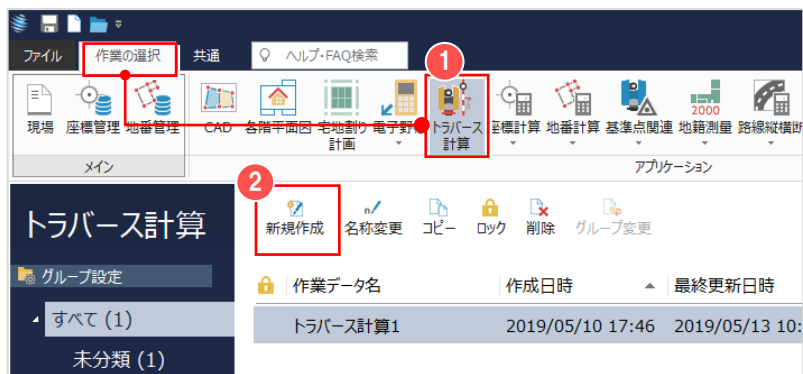 ファイル 作業の選択 共通 ヘルプ・FAQ検索
1
現場 座標管理 地番管理 CAD 各階平面図 宅地割り計画 電子野帳 トラバース計算 座標計算 地番計算 基準点関連 地籍測量 路線縦横断
2000
メイン アプリケーション
2
トラバース計算
新規作成 名称変更 コピー ロック 削除 グループ変更
グループ設定
作業データ名 作成日時 最終更新日時
すべて (1)
トラバース計算1 2019/05/10 17:46 2019/05/13 10:
未分類 (1)